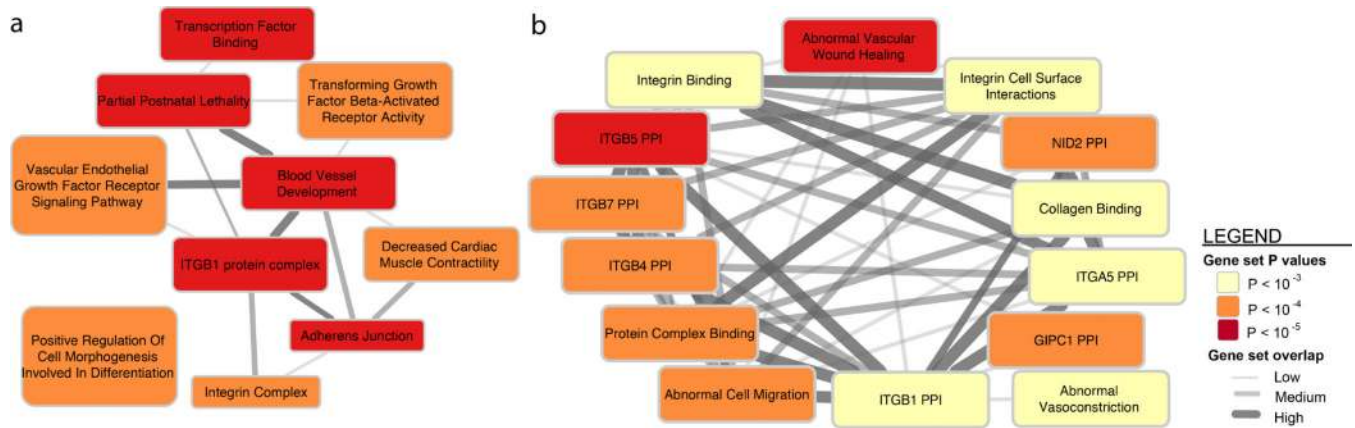 a
Transcription Factor
Binding
Partial Postnatal Lethality
Transforming Growth
Factor Beta-Activated
Receptor Activity
Vascular Endothelial
Growth Factor Receptor
Signaling Pathway
Blood Vessel
Development
ITGB1 protein complex
Decreased Cardiac
Muscle Contractility
Adherens Junction
Positive Regulation Of
Cell Morphogenesis
Involved In Differentiation
Integrin Complex
b
Abnormal Vascular
Wound Healing
Integrin Binding
Integrin Cell Surface
Interactions
ITGB5 PPI
NID2 PPI
ITGB7 PPI
Collagen Binding
ITGB4 PPI
ITGA5 PPI
Protein Complex Binding
GIPC1 PPI
Abnormal Cell Migration
ITGB1 PPI
Abnormal
Vasoconstriction
LEGEND
Gene set P values
P < 10⁻³
P < 10⁻⁴
P < 10⁻⁵
Gene set overlap
Low
Medium
High